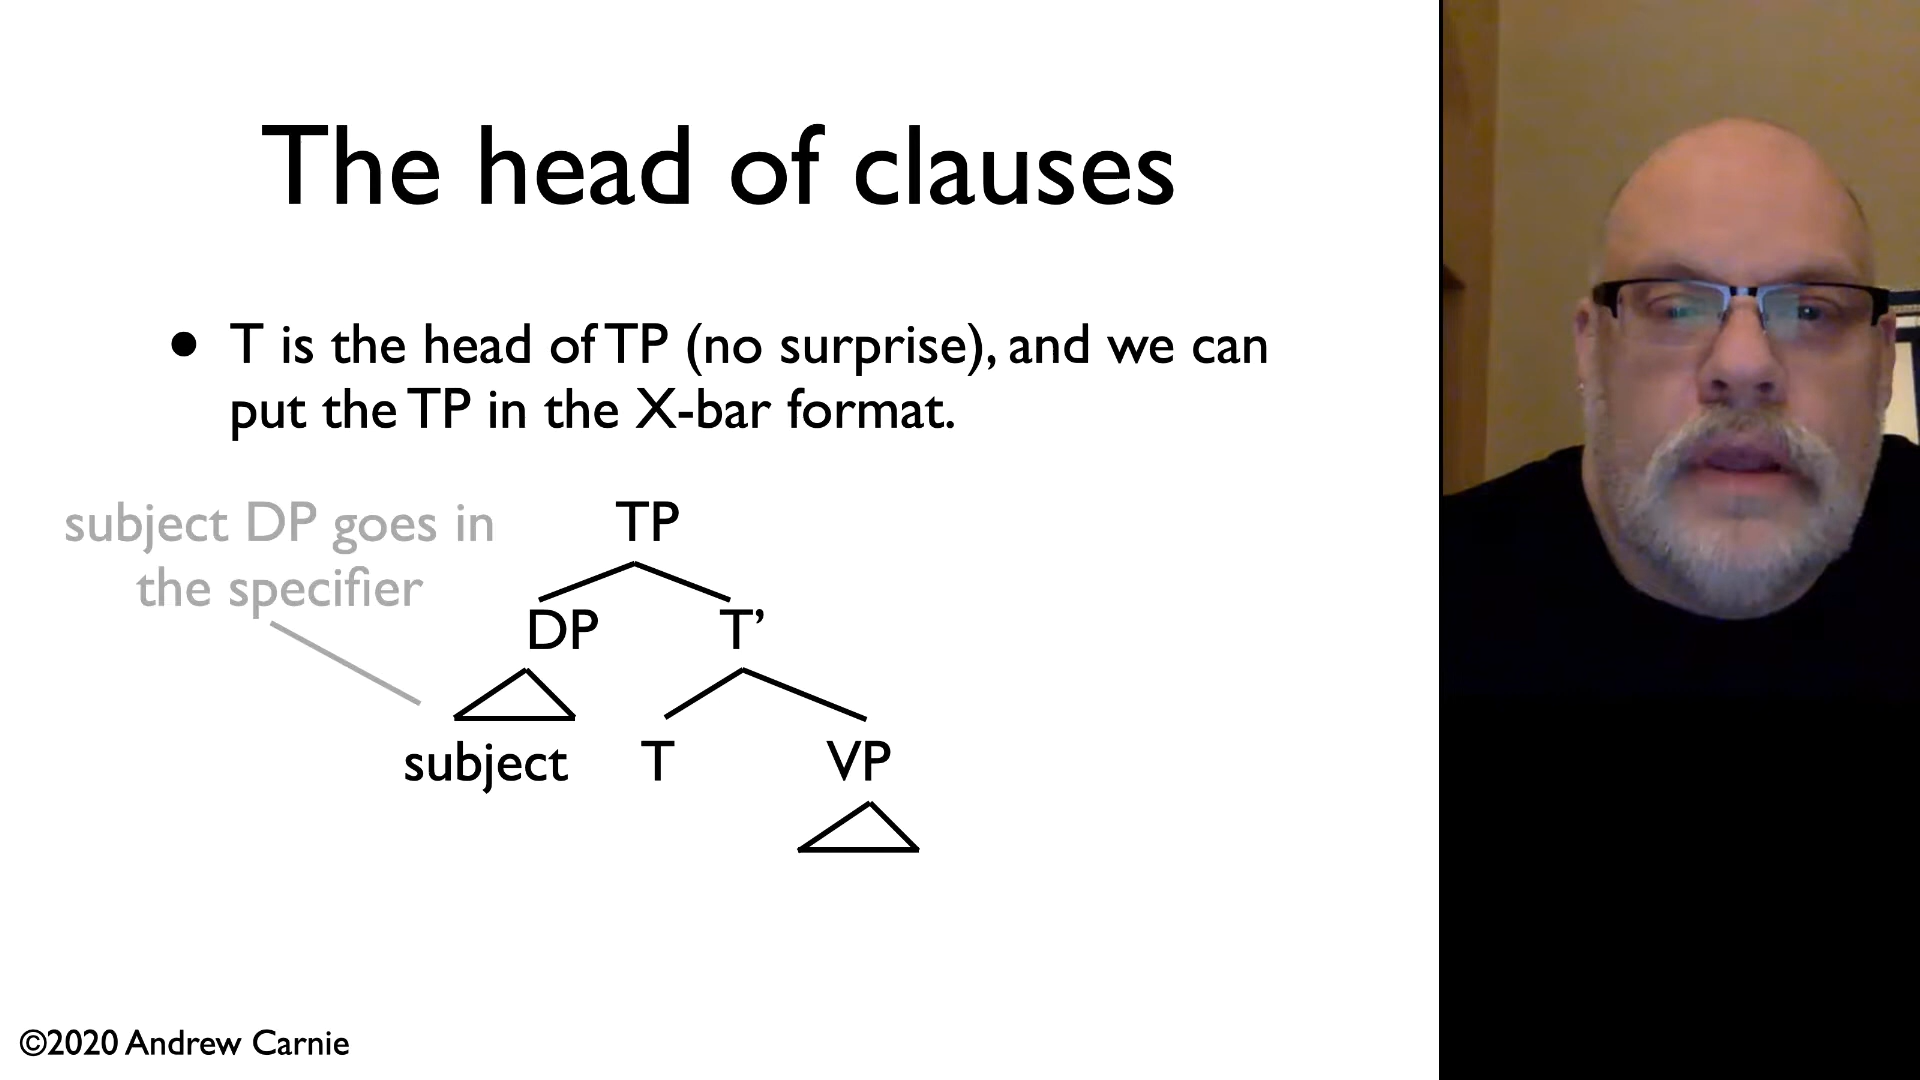 The head of clauses
• T is the head of TP (no surprise), and we can
put the TP in the X-bar format.
subject DP goes in
the specifier
TP
DP T’
subject T VP
©2020 Andrew Carnie